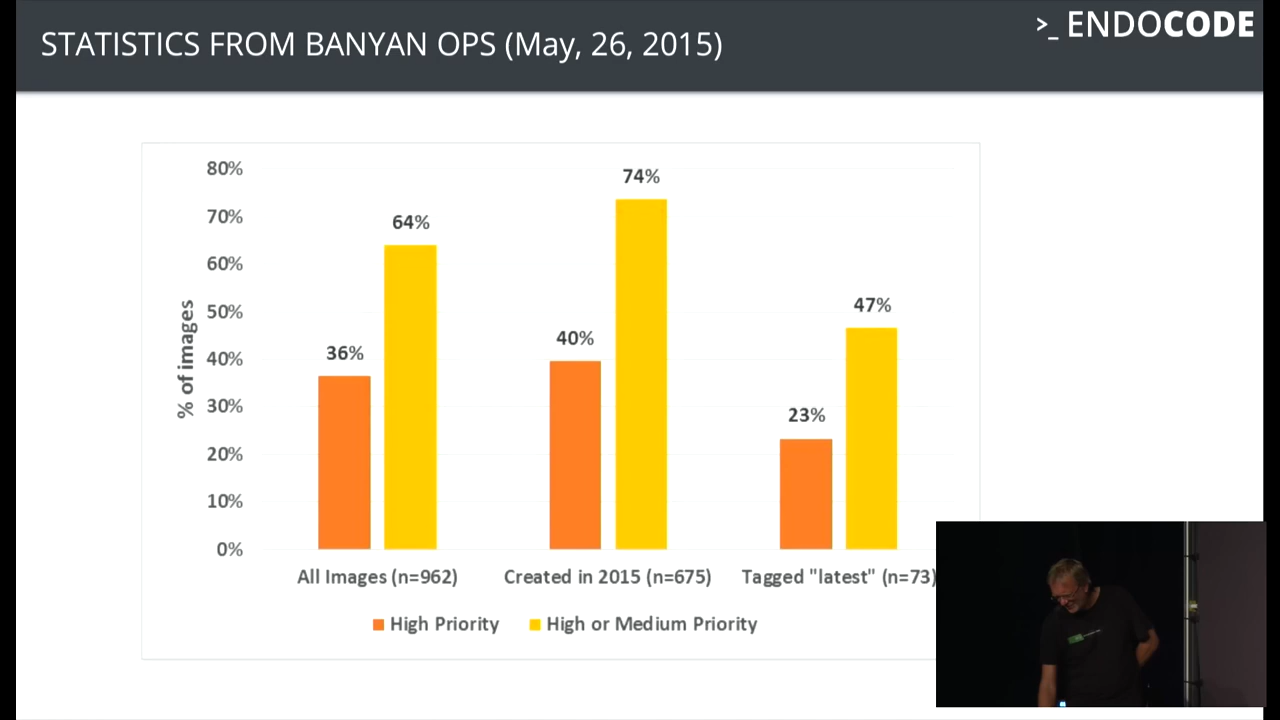 STATISTICS FROM BANYAN OPS (May, 26, 2015)
>_ ENDOCODE
80%
70%
60%
50%
40%
30%
20%
10%
0%
% of images
36%
64%
40%
74%
23%
47%
All Images (n=962)
Created in 2015 (n=675)
Tagged "latest" (n=73)
High Priority
High or Medium Priority